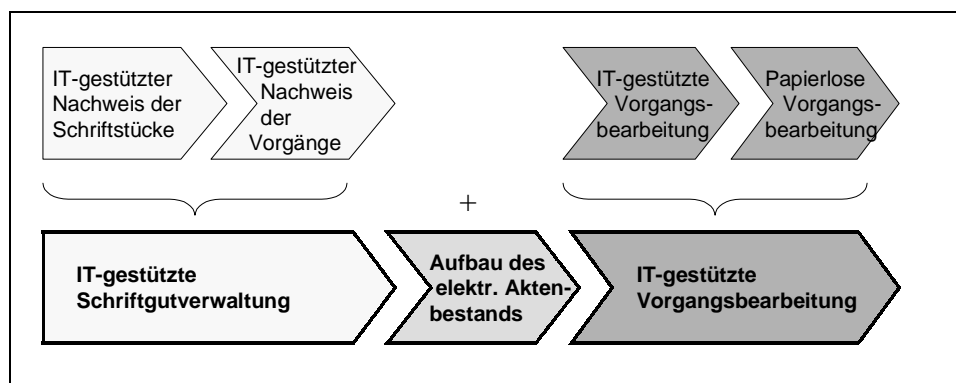 IT-gestützter
Nachweis der
Schriftstücke
IT-gestützter
Nachweis
der
Vorgänge
IT-gestützte
Vorgangs-
bearbeitung
Papierlose
Vorgangs-
bearbeitung
+
IT-gestützte
Schriftgutverwaltung
Aufbau des
elektr. Akten-
bestands
IT-gestützte
Vorgangsbearbeitung